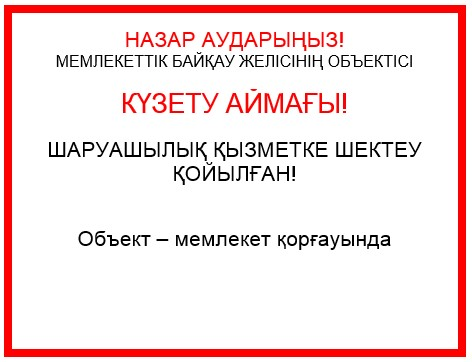 НАЗАР АУДАРЫҢЫЗ!
МЕМЛЕКЕТТІК БАЙҚАУ ЖЕЛІСІНІҢ ОБЪЕКТІСІ
КҮЗЕТУ АЙМАҒЫ!
ШАРУАШЫЛЫҚ ҚЫЗМЕТКЕ ШЕКТЕУ
ҚОЙЫЛҒАН!
Объект – мемлекет қорғауында